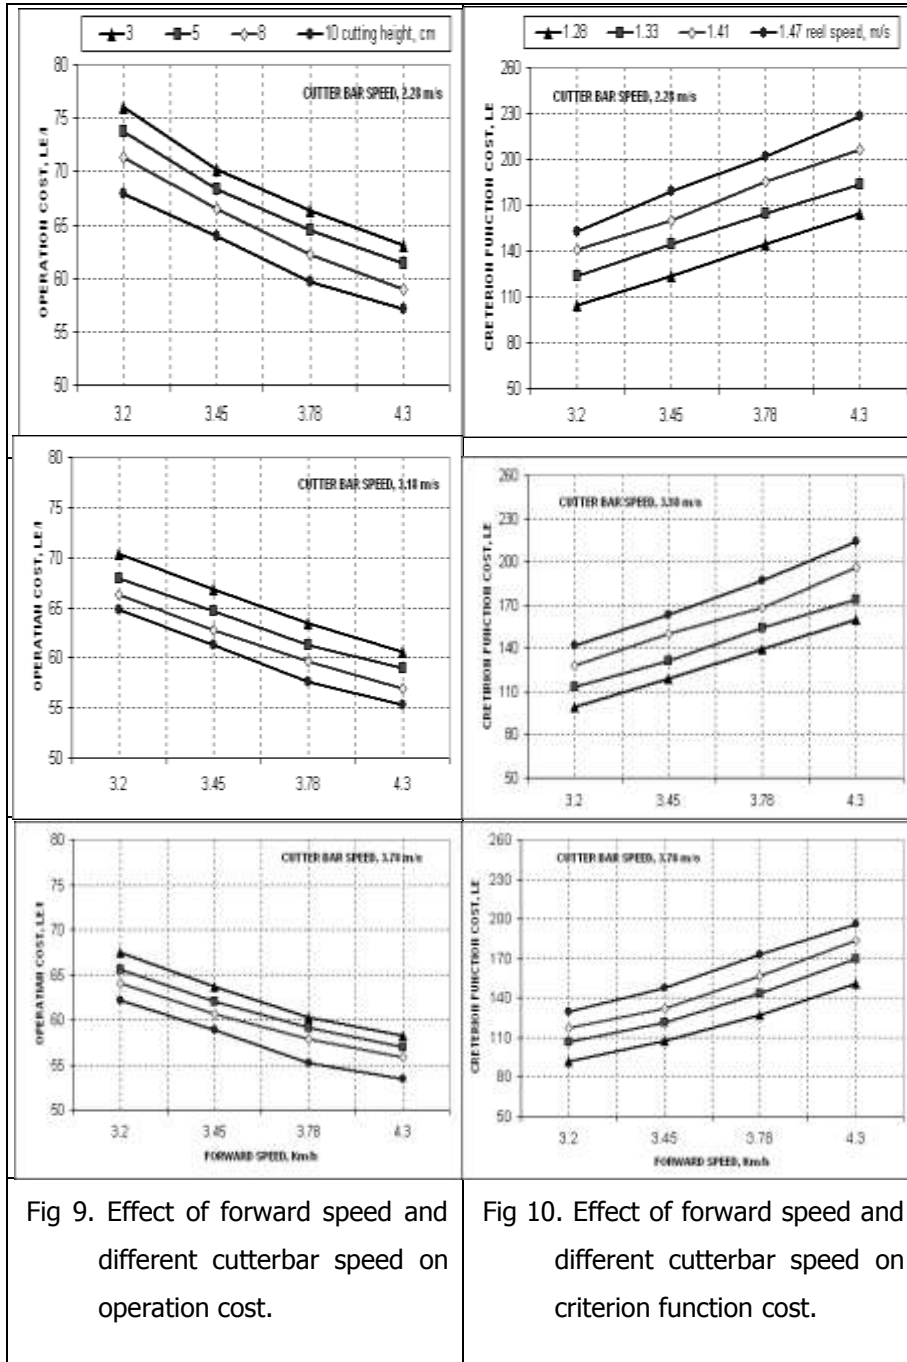 3 5 8 10 cutting height, cm
80
CUTTER BAR SPEED, 2.28 m/s
75
70
65
60
55
50
OPERATION COST, LE/
3.2 3.45 3.78 4.3
1.28 1.33 1.41 1.47 reel speed, m/s
260
CUTTER BAR SPEED, 2.28 m/s
230
200
170
140
110
80
50
CRETERION FUNCTION COST, LE
3.2 3.45 3.78 4.3
80
CUTTER BAR SPEED, 3.18 m/s
75
70
65
60
55
50
OPERATIAN COST, LE/
3.2 3.45 3.78 4.3
260
CUTTER BAR SPEED, m/s
230
200
170
140
110
80
50
FUNCTION COST, LE
3.2 3.45 3.78 4.3
80
CUTTER BAR SPEED, 3.78 m/s
75
70
65
60
55
50
OPERATIAN COST, LE/
3.2 3.45 3.78 4.3
FORWARD SPEED, Km/h
260
CUTTER BAR SPEED, 3.78 m/s
230
200
170
140
110
80
50
CRETERION FUNCTION COST, LE
3.2 3.45 3.78 4.3
FORWARD SPEED, Km/h
Fig 9. Effect of forward speed and
different cutterbar speed on
operation cost.
Fig 10. Effect of forward speed and
different cutterbar speed on
criterion function cost.